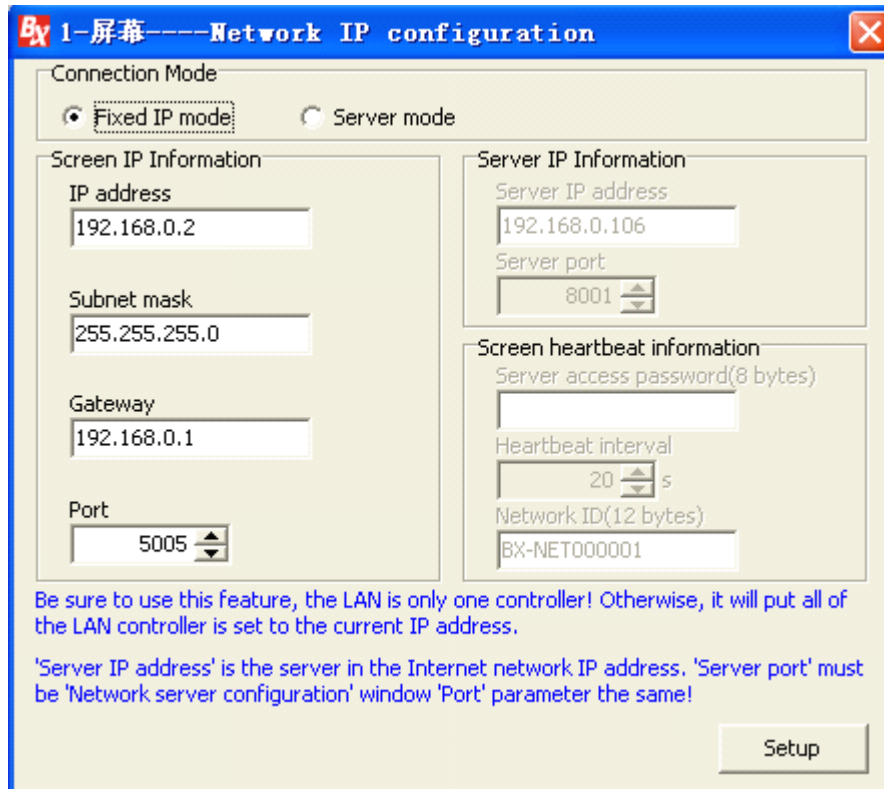 BX 1-屏幕----Network IP configuration
Connection Mode
Fixed IP mode Server mode
Screen IP Information
IP address
192.168.0.2
Subnet mask
255.255.255.0
Gateway
192.168.0.1
Port
5005
Server IP Information
Server IP address
192.168.0.106
Server port
8001
Screen heartbeat information
Server access password(8 bytes)
Heartbeat interval
20 s
Network ID(12 bytes)
BX-NET000001
Be sure to use this feature, the LAN is only one controller! Otherwise, it will put all of
the LAN controller is set to the current IP address.
'Server IP address' is the server in the Internet network IP address. 'Server port' must
be 'Network server configuration' window 'Port' parameter the same!
Setup